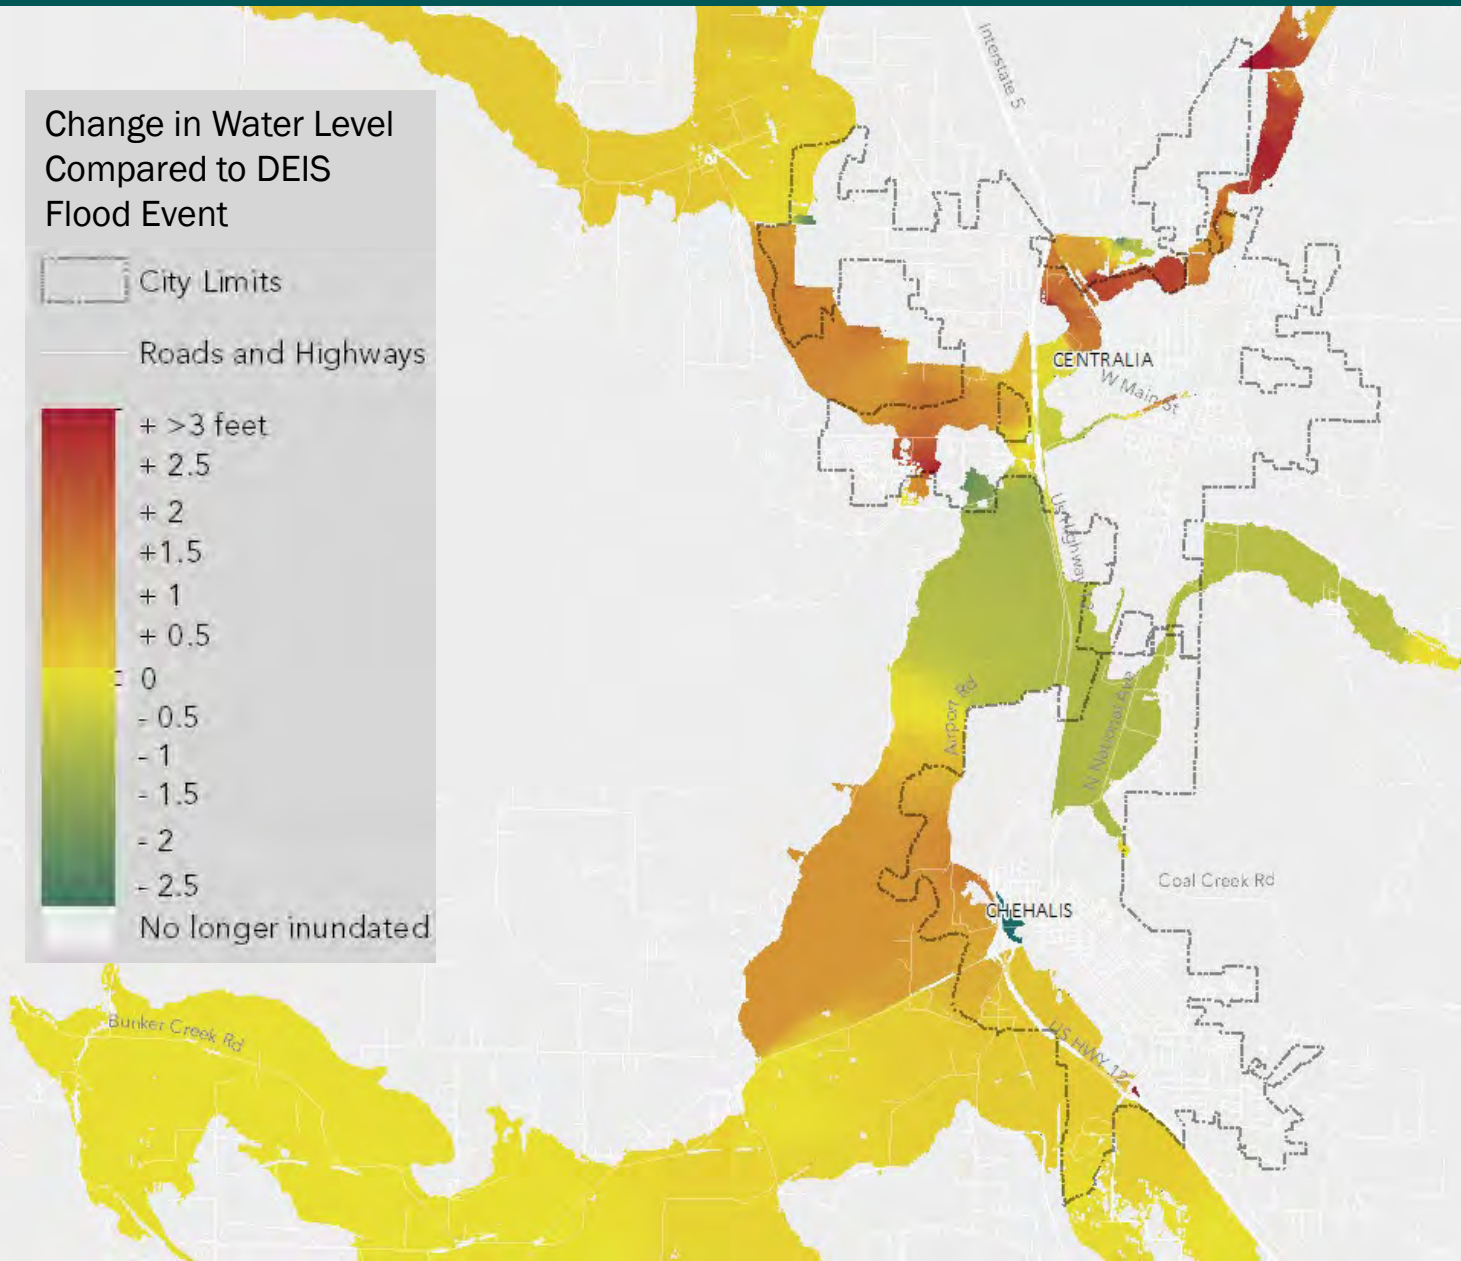 Interstate 5
Change in Water Level
Compared to DEIS
Flood Event
City Limits
Roads and Highways
+ >3 feet
+ 2.5
+ 2
+1.5
+ 1
+ 0.5
0
- 0.5
- 1
- 1.5
- 2
- 2.5
No longer inundated
CENTRALIA
W Main St
US Highway
Airport Rd
N National Ave
Coal Creek Rd
CHEHALIS
Bunker Creek Rd
US HWY 12